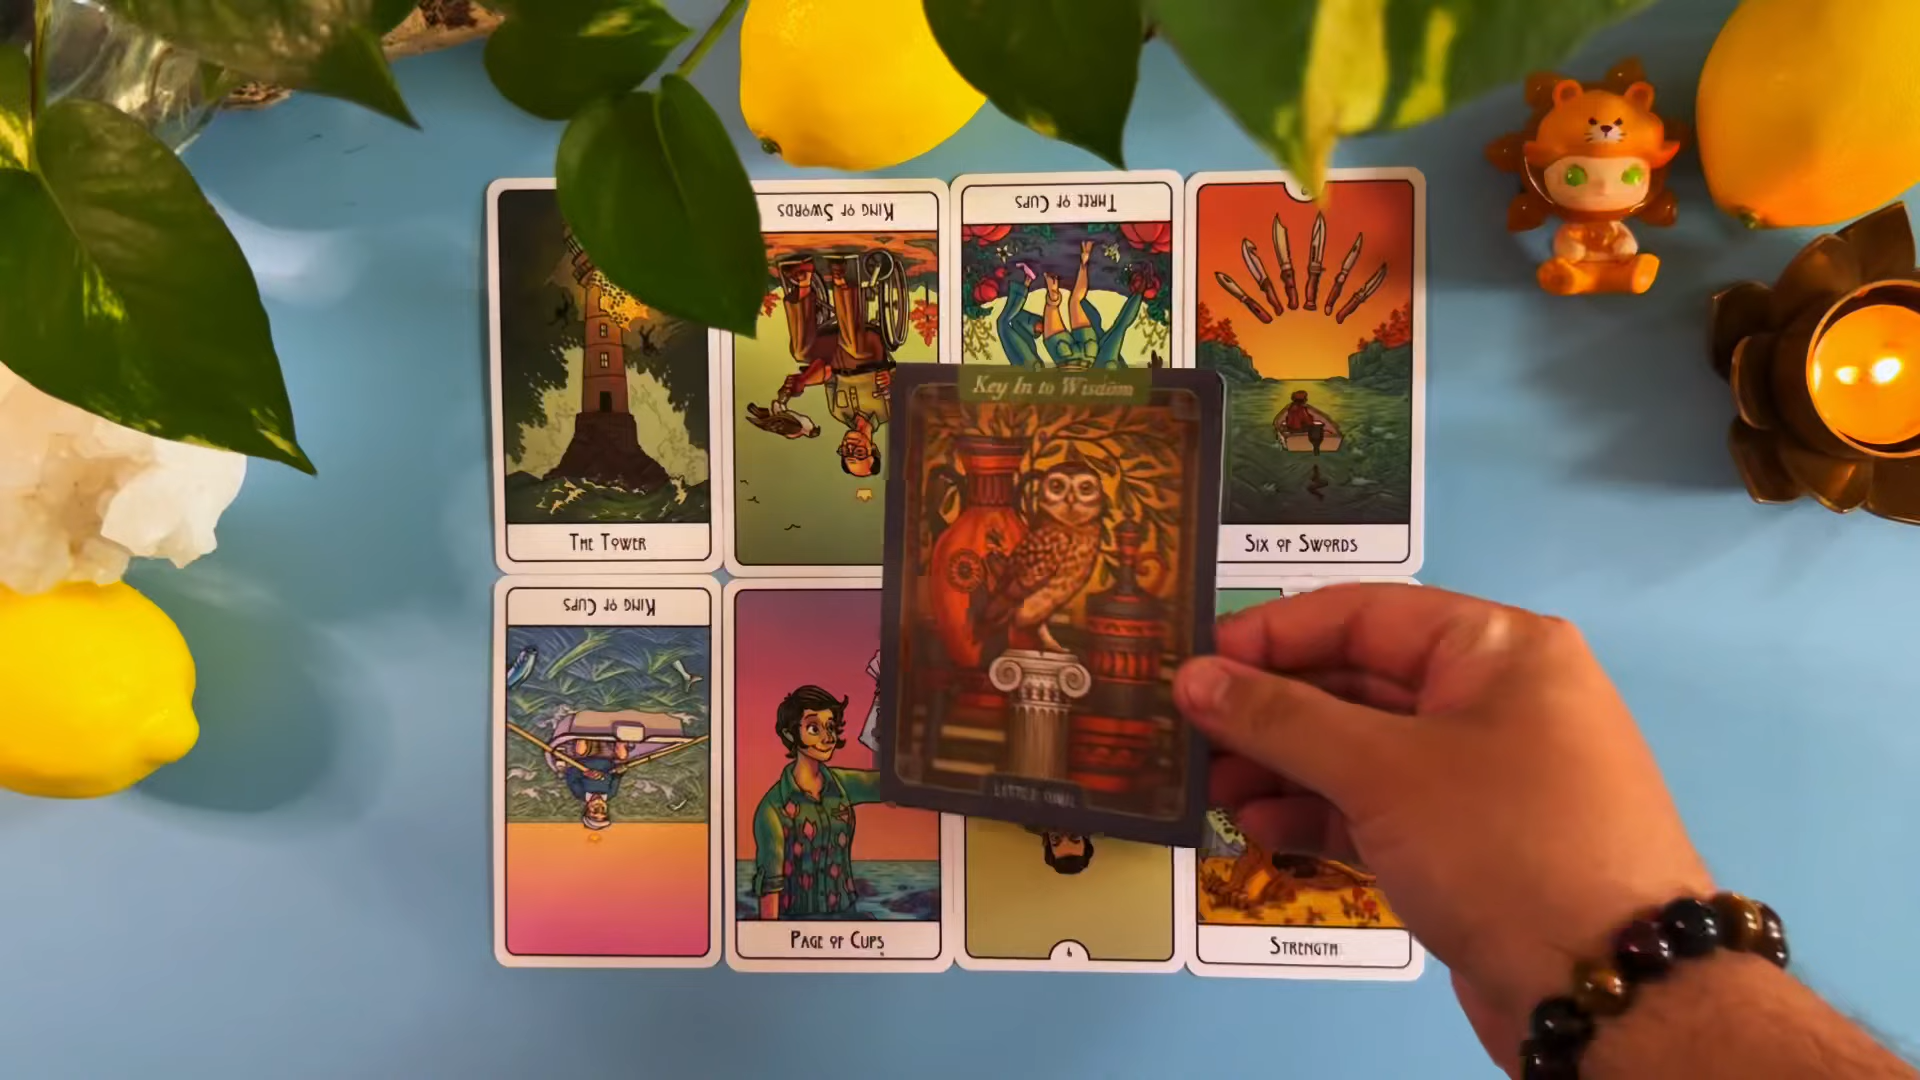 King of Swords
Three of Cups
Key In to Wisdom
The Tower
Six of Swords
King of Cups
Page of Cups
Strength